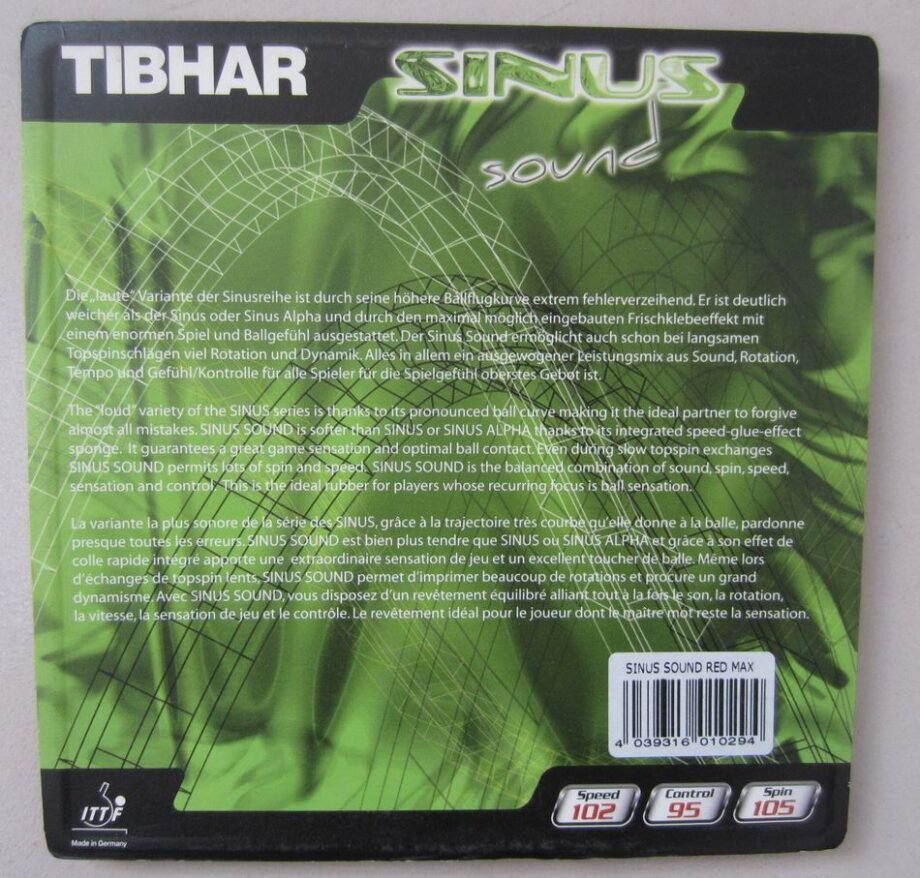 TIBHAR
SINUS
sound
Die „laute“ Variante der Sinusreihe ist durch seine höhere Ballflugkurve extrem fehlerverzeihend. Er ist deutlich
weicher als der Sinus oder Sinus Alpha und durch den maximal möglich eingebauten Frischklebeeffekt mit
einem enormen Spiel und Ballgefühl ausgestattet. Der Sinus Sound ermöglicht auch schon bei langsamen
Topspinschlägen viel Rotation und Dynamik. Alles in allem ein ausgewogener Leistungsmix aus Sound, Rotation,
Tempo und Gefühl/Kontrolle für alle Spieler für die Spielgefühl oberstes Gebot ist.
The "loud" variety of the SINUS series is thanks to its pronounced ball curve making it the ideal partner to forgive
almost all mistakes. SINUS SOUND is softer than SINUS or SINUS ALPHA thanks to its integrated speed-glue-effect
sponge. It guarantees a great game sensation and optimal ball contact. Even during slow topspin exchanges
SINUS SOUND permits lots of spin and speed. SINUS SOUND is the balanced combination of sound, spin, speed,
sensation and control. This is the ideal rubber for players whose recurring focus is ball sensation.
La variante la plus sonore de la série des SINUS, grâce à la trajectoire très courbe qu'elle donne à la balle, pardonne
presque toutes les erreurs. SINUS SOUND est bien plus tendre que SINUS ou SINUS ALPHA et grâce à son effet de
colle rapide intégré apporte une extraordinaire sensation de jeu et un excellent toucher de balle. Même lors
d'échanges de topspin lents, SINUS SOUND permet d'imprimer beaucoup de rotations et procure un grand
dynamisme. Avec SINUS SOUND, vous disposez d'un revêtement équilibré alliant tout à la fois le son, la rotation,
la vitesse, la sensation de jeu et le contrôle. Le revêtement idéal pour le joueur dont le maître mot reste la sensation.
SINUS SOUND RED MAX
4 039316 010294
Speed Control Spin
102 95 105
ITTF
Made in Germany